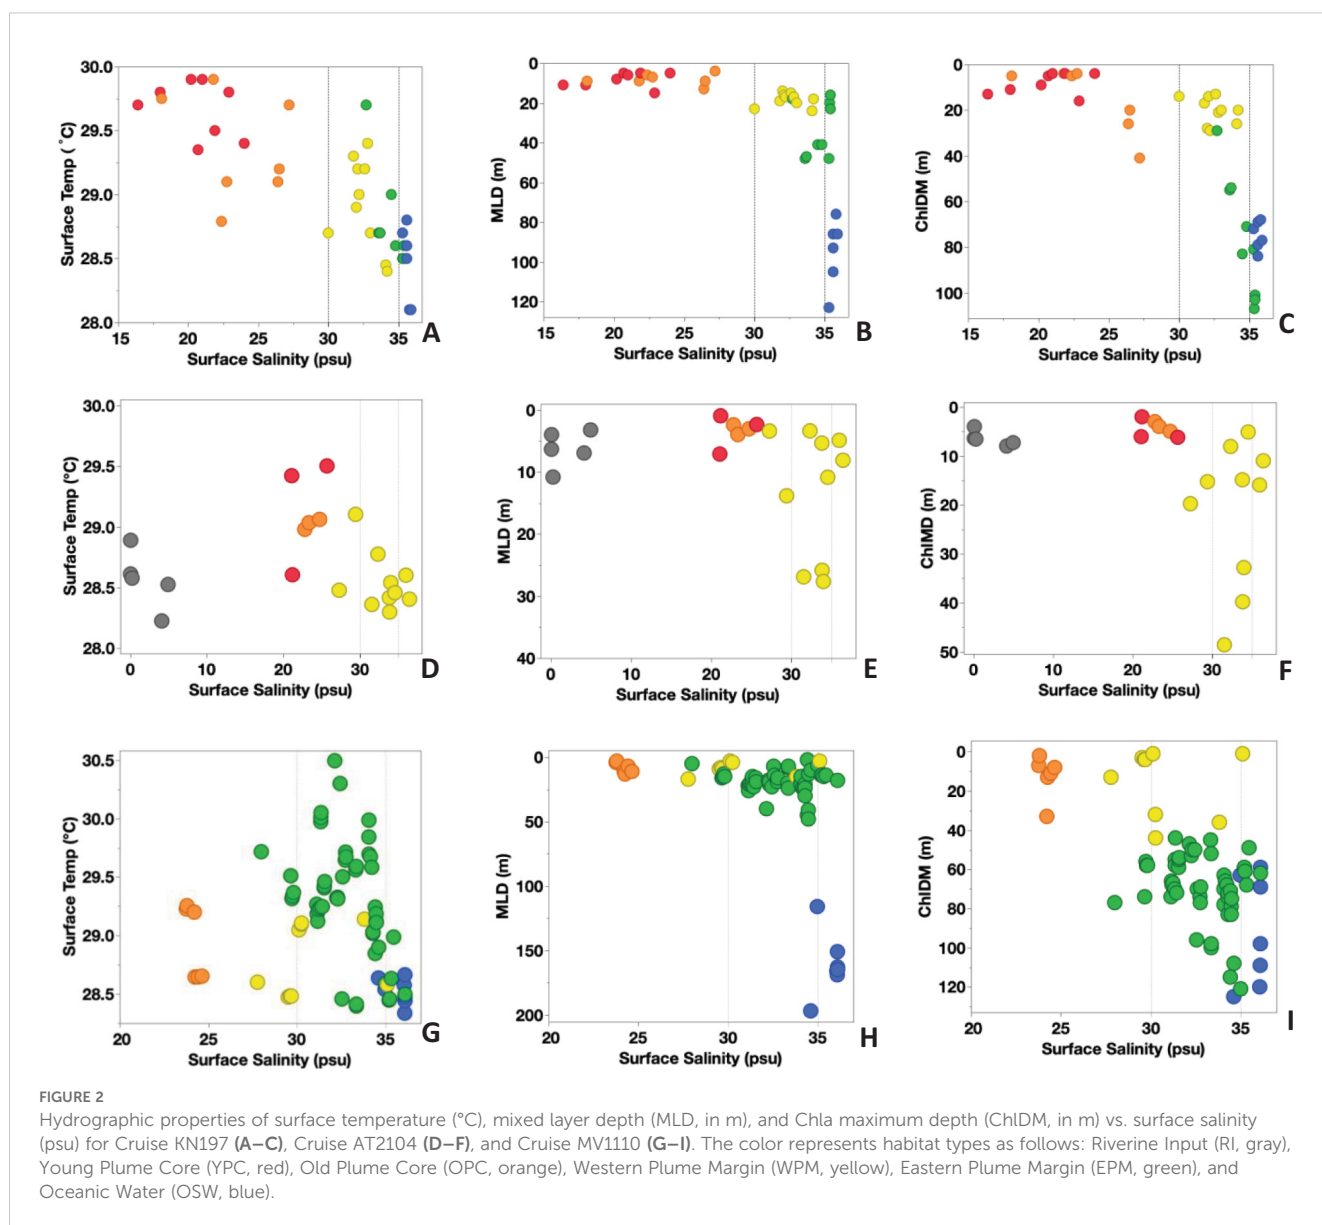 30.0
29.5
29.0
28.5
28.0
Surface Temp (°C)
15 20 25 30 35
Surface Salinity (psu)
A
0
20
40
60
80
100
120
MLD (m)
15 20 25 30 35
Surface Salinity (psu)
B
0
20
40
60
80
100
ChlDM (m)
15 20 25 30 35
Surface Salinity (psu)
C
30.0
29.5
29.0
28.5
28.0
Surface Temp (°C)
0 10 20 30
Surface Salinity (psu)
D
0
10
20
30
40
MLD (m)
0 10 20 30
Surface Salinity (psu)
E
0
10
20
30
40
50
ChlMD (m)
0 10 20 30
Surface Salinity (psu)
F
30.5
30.0
29.5
29.0
28.5
Surface Temp (°C)
20 25 30 35
Surface Salinity (psu)
G
0
50
100
150
200
MLD (m)
20 25 30 35
Surface Salinity (psu)
H
0
20
40
60
80
100
120
ChlDM (m)
20 25 30 35
Surface Salinity (psu)
I
FIGURE 2
Hydrographic properties of surface temperature (°C), mixed layer depth (MLD, in m), and Chla maximum depth (ChlDM, in m) vs. surface salinity
(psu) for Cruise KN197 (A–C), Cruise AT2104 (D–F), and Cruise MV1110 (G–I). The color represents habitat types as follows: Riverine Input (RI, gray),
Young Plume Core (YPC, red), Old Plume Core (OPC, orange), Western Plume Margin (WPM, yellow), Eastern Plume Margin (EPM, green), and
Oceanic Water (OSW, blue).